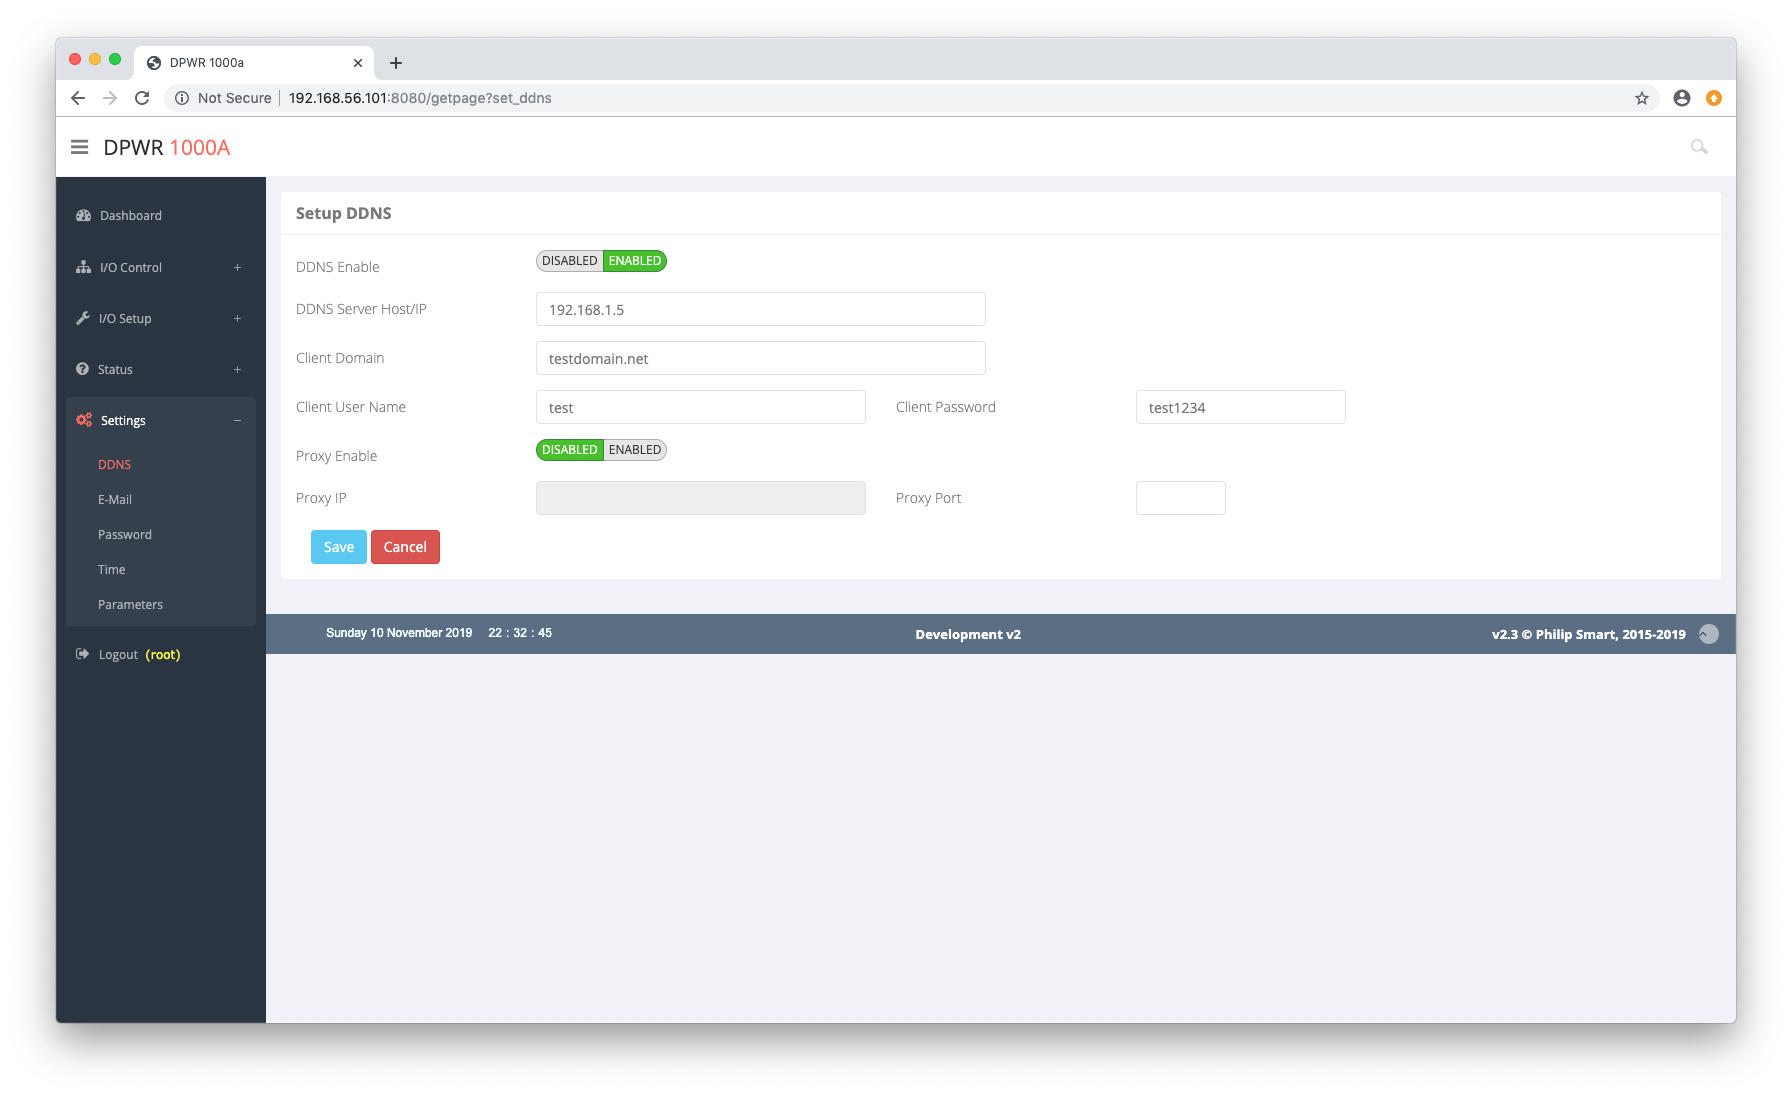 DPWR 1000a
Not Secure 192.168.56.101:8080/getpage?set_ddns
DPWR 1000A
Dashboard
I/O Control +
I/O Setup +
Status +
Settings −
DDNS
E-Mail
Password
Time
Parameters
Logout (root)
Setup DDNS
DDNS Enable DISABLED ENABLED
DDNS Server Host/IP 192.168.1.5
Client Domain testdomain.net
Client User Name test Client Password test1234
Proxy Enable DISABLED ENABLED
Proxy IP Proxy Port
Save Cancel
Sunday 10 November 2019 22 : 32 : 45 Development v2 v2.3 © Philip Smart, 2015-2019